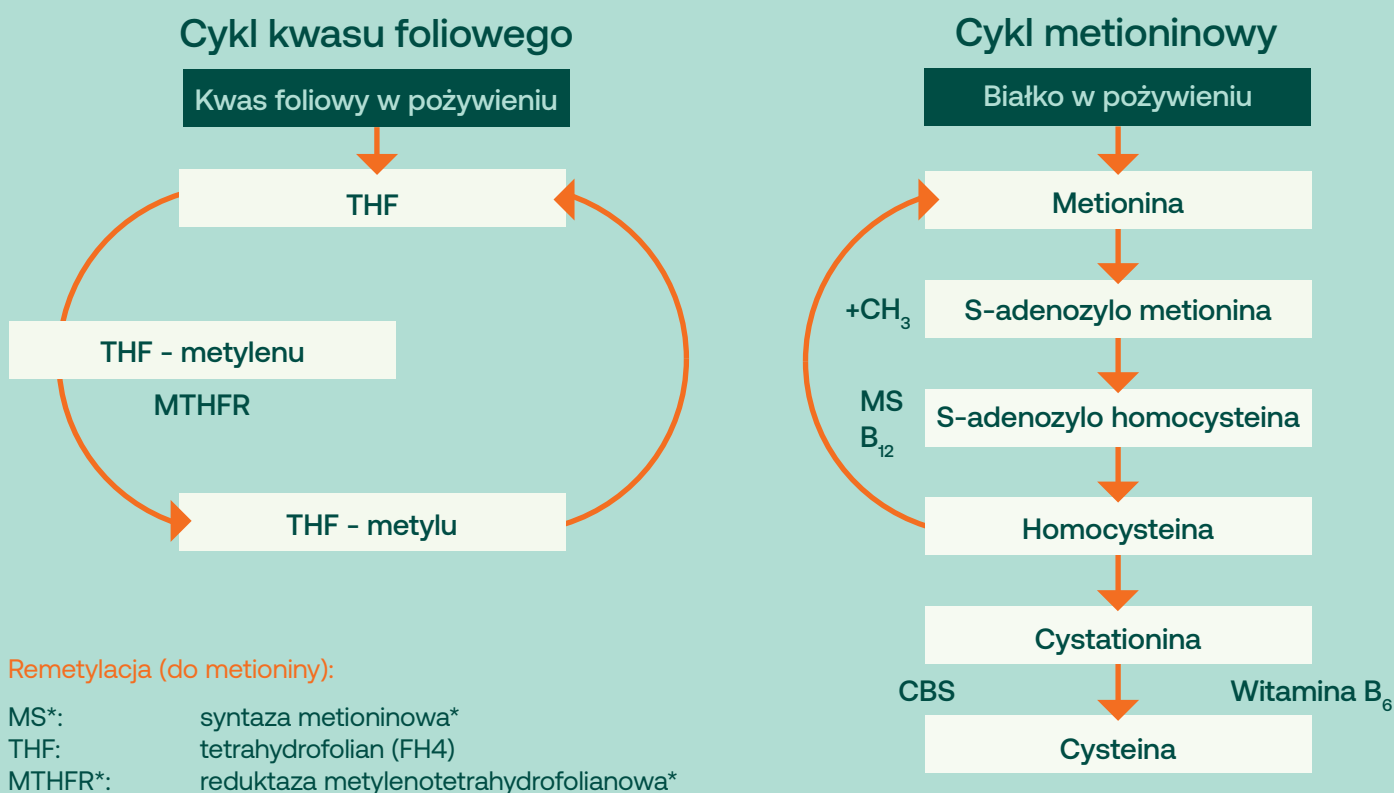 Cykl kwasu foliowego
Kwas foliowy w pożywieniu
THF
THF - metylenu
MTHFR
THF - metylu
Cykl metioninowy
Białko w pożywieniu
Metionina
+CH₃
S-adenozylo metionina
MS
B₁₂
S-adenozylo homocysteina
Homocysteina
Cystationina
CBS
Witamina B₆
Cysteina
Remetylacja (do metioniny):
MS*: syntaza metioninowa*
THF: tetrahydrofolian (FH4)
MTHFR*: reduktaza metylenotetrahydrofolianowa*